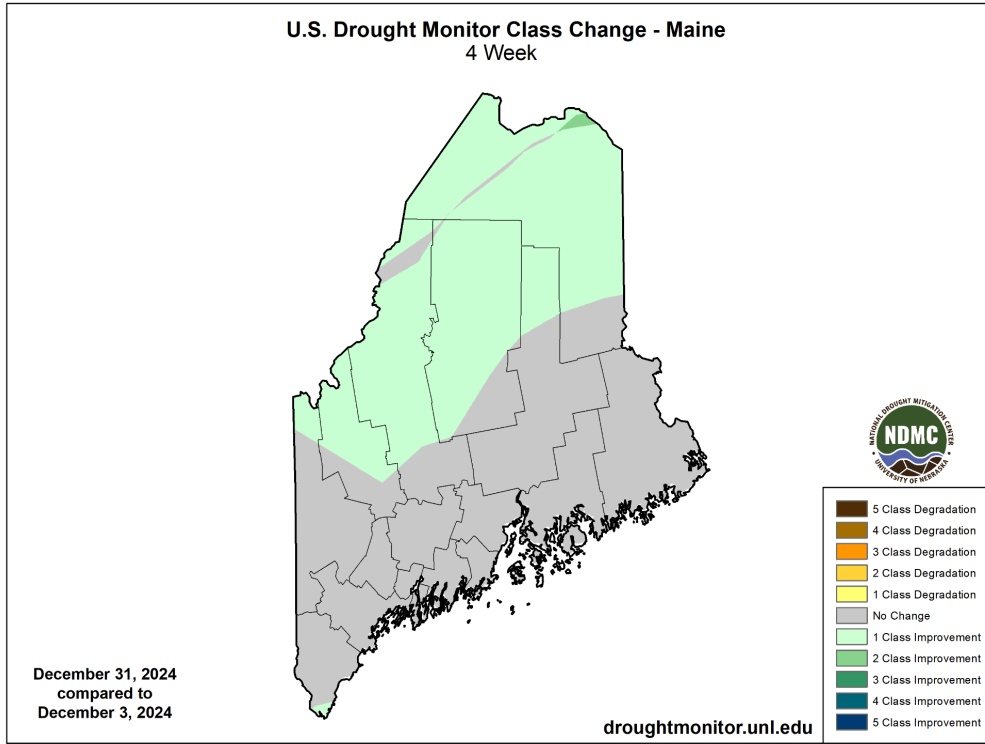 U.S. Drought Monitor Class Change - Maine
4 Week
NATIONAL DROUGHT MITIGATION CENTER
NDMC
UNIVERSITY OF NEBRASKA
5 Class Degradation
4 Class Degradation
3 Class Degradation
2 Class Degradation
1 Class Degradation
No Change
1 Class Improvement
2 Class Improvement
3 Class Improvement
4 Class Improvement
5 Class Improvement
December 31, 2024
compared to
December 3, 2024
droughtmonitor.unl.edu